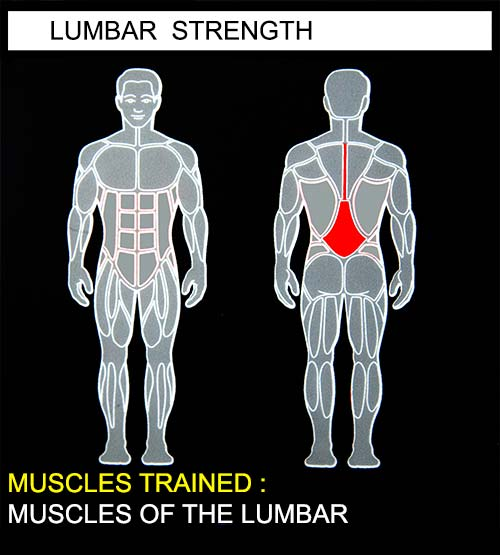 LUMBAR STRENGTH
MUSCLES TRAINED :
MUSCLES OF THE LUMBAR